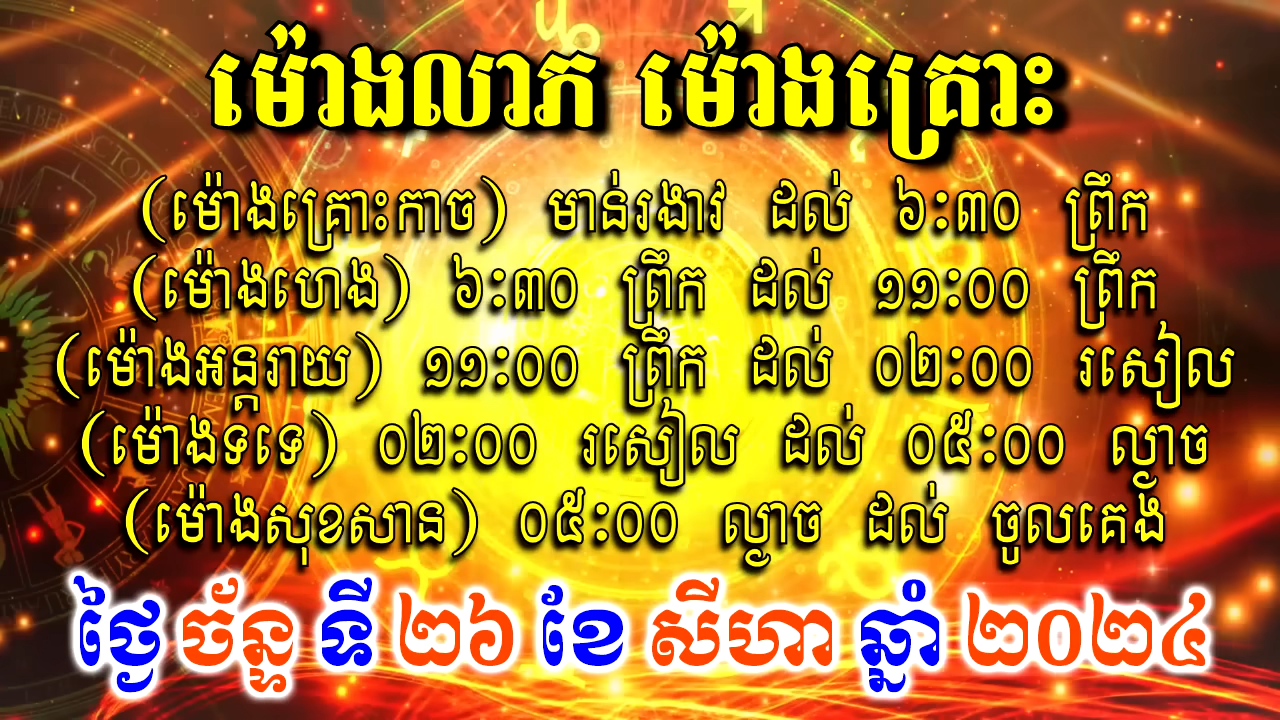 ម៉ោងលាភ ម៉ោងគ្រោះ
(ម៉ោងគ្រោះកាច) មាន់រងាវ ដល់ ៦:៣០ ព្រឹក
(ម៉ោងហេង) ៦:៣០ ព្រឹក ដល់ ១១:០០ ព្រឹក
(ម៉ោងអន្តរាយ) ១១:០០ ព្រឹក ដល់ ០២:០០ រសៀល
(ម៉ោងទទេ) ០២:០០ រសៀល ដល់ ០៥:០០ ល្ងាច
(ម៉ោងសុខសាន) ០៥:០០ ល្ងាច ដល់ ចូលគេង
ថ្ងៃ ច័ន្ទ ទី ២៦ ខែ សីហា ឆ្នាំ ២០២៤